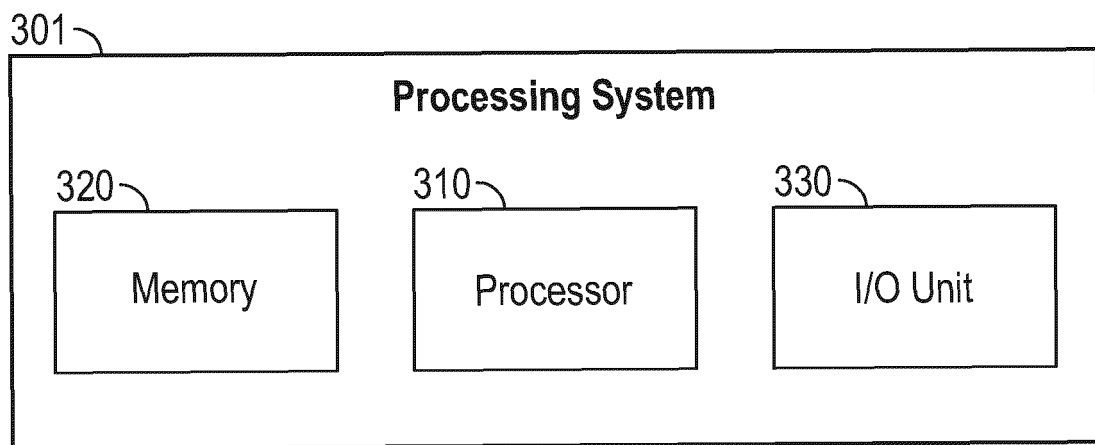 301
Processing System
320
310
330
Memory
Processor
I/O Unit